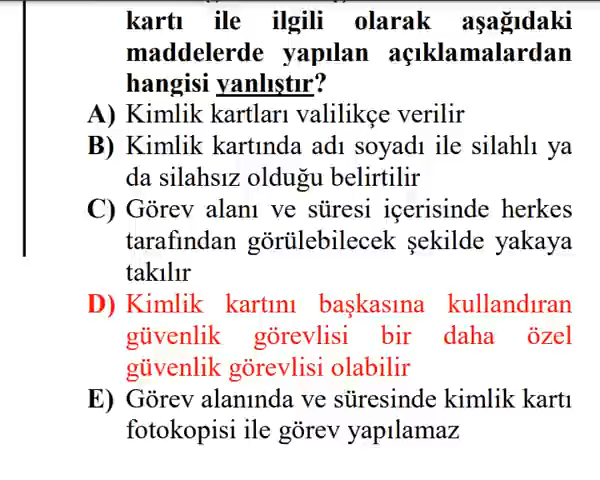 kartı ile ilgili olarak aşağıdaki
maddelerde yapılan açıklamalardan
hangisi yanlıştır?
A) Kimlik kartları valilikçe verilir
B) Kimlik kartında adı soyadı ile silahlı ya
da silahsız olduğu belirtilir
C) Görev alanı ve süresi içerisinde herkes
tarafından görülebilecek şekilde yakaya
takılır
D) Kimlik kartını başkasına kullandıran
güvenlik görevlisi bir daha özel
güvenlik görevlisi olabilir
E) Görev alanında ve süresinde kimlik kartı
fotokopisi ile görev yapılamaz